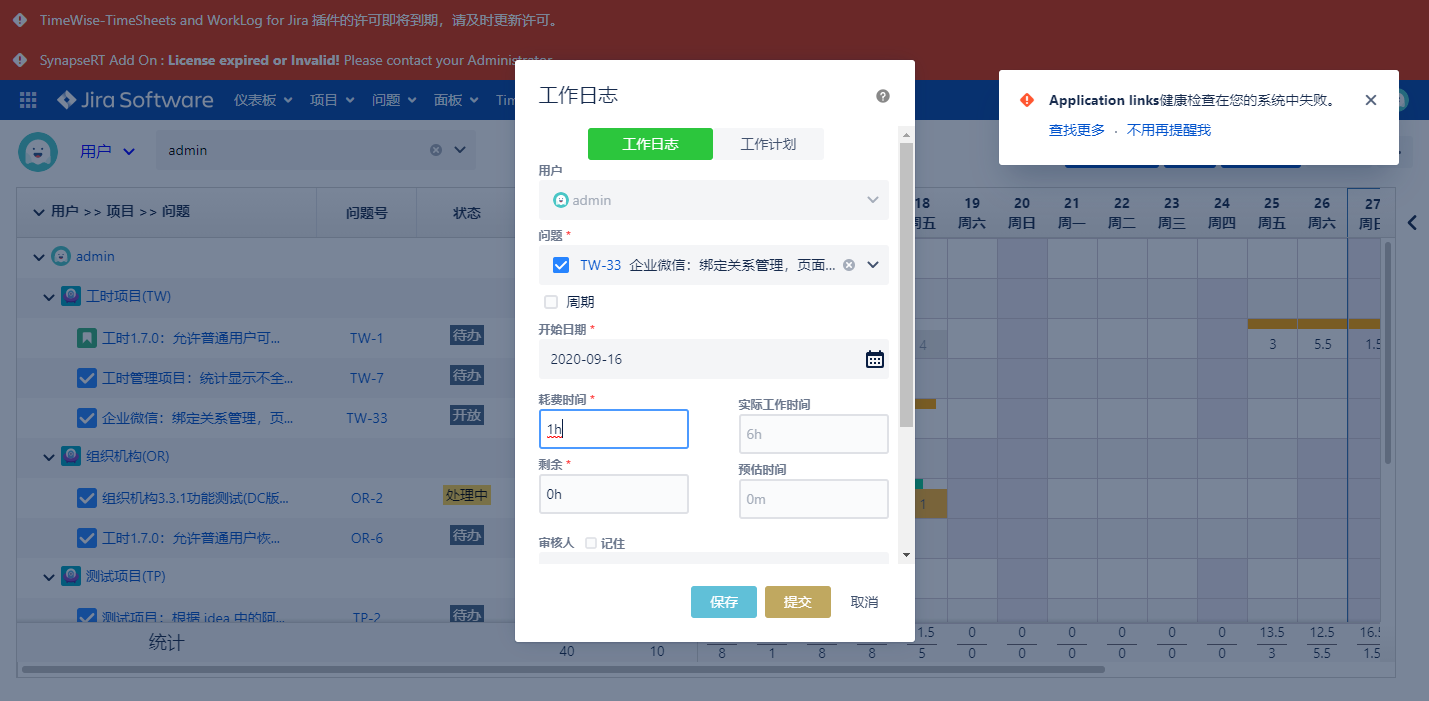 TimeWise-TimeSheets and WorkLog for Jira 插件的许可即将到期，请及时更新许可。
SynapseRT Add On : License expired or Invalid! Please contact your Administrator
Jira Software 仪表板 项目 问题 面板
Application links健康检查在您的系统中失败。
查找更多 · 不用再提醒我
用户 admin
工作日志
工作日志 工作计划
用户
admin
问题 *
TW-33 企业微信：绑定关系管理，页面...
周期
开始日期 *
2020-09-16
耗费时间 * 实际工作时间
1h 6h
剩余 * 预估时间
0h 0m
审核人 记住
保存 提交 取消
用户 >> 项目 >> 问题 问题号 状态
admin
工时项目(TW)
工时1.7.0：允许普通用户可... TW-1 待办
工时管理项目：统计显示不全... TW-7 待办
企业微信：绑定关系管理，页... TW-33 开放
组织机构(OR)
组织机构3.3.1功能测试(DC版... OR-2 处理中
工时1.7.0：允许普通用户恢... OR-6 待办
测试项目(TP)
测试项目：根据 idea 中的阿... TP-2 待办
统计 40 10
18 19 20 21 22 23 24 25 26 27
周五 周六 周日 周一 周二 周三 周四 周五 周六 周日
4 3 5.5 1.5
1
1.5 0 0 0 0 0 0 13.5 12.5 16.5
8 1 8 8 5 0 0 0 0 0 0 3 5.5 1.5